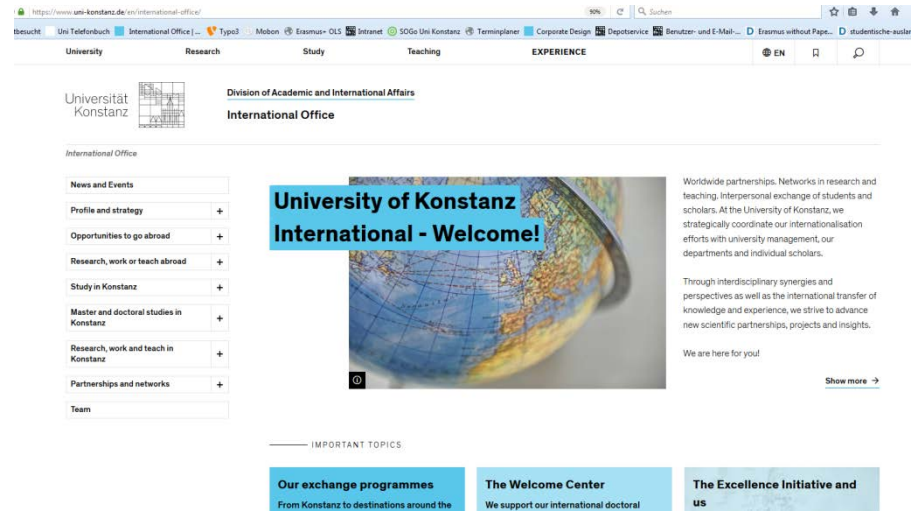 https://www.uni-konstanz.de/en/international-office/
90%
Suchen
tbesucht Uni Telefonbuch International Office | ... Typo3 Mobon Erasmus+ OLS Intranet SOGo Uni Konstanz Terminplaner Corporate Design Depotservice Benutzer- und E-Mail-... Erasmus without Pape... studentische-auslar
University Research Study Teaching EXPERIENCE EN
Universität
Konstanz
Division of Academic and International Affairs
International Office
International Office
News and Events
Profile and strategy +
Opportunities to go abroad +
Research, work or teach abroad +
Study in Konstanz +
Master and doctoral studies in
Konstanz +
Research, work and teach in
Konstanz +
Partnerships and networks +
Team
University of Konstanz
International - Welcome!
Worldwide partnerships. Networks in research and
teaching. Interpersonal exchange of students and
scholars. At the University of Konstanz, we
strategically coordinate our internationalisation
efforts with university management, our
departments and individual scholars.
Through interdisciplinary synergies and
perspectives as well as the international transfer of
knowledge and experience, we strive to advance
new scientific partnerships, projects and insights.
We are here for you!
Show more →
IMPORTANT TOPICS
Our exchange programmes
From Konstanz to destinations around the
The Welcome Center
We support our international doctoral
The Excellence Initiative and
us